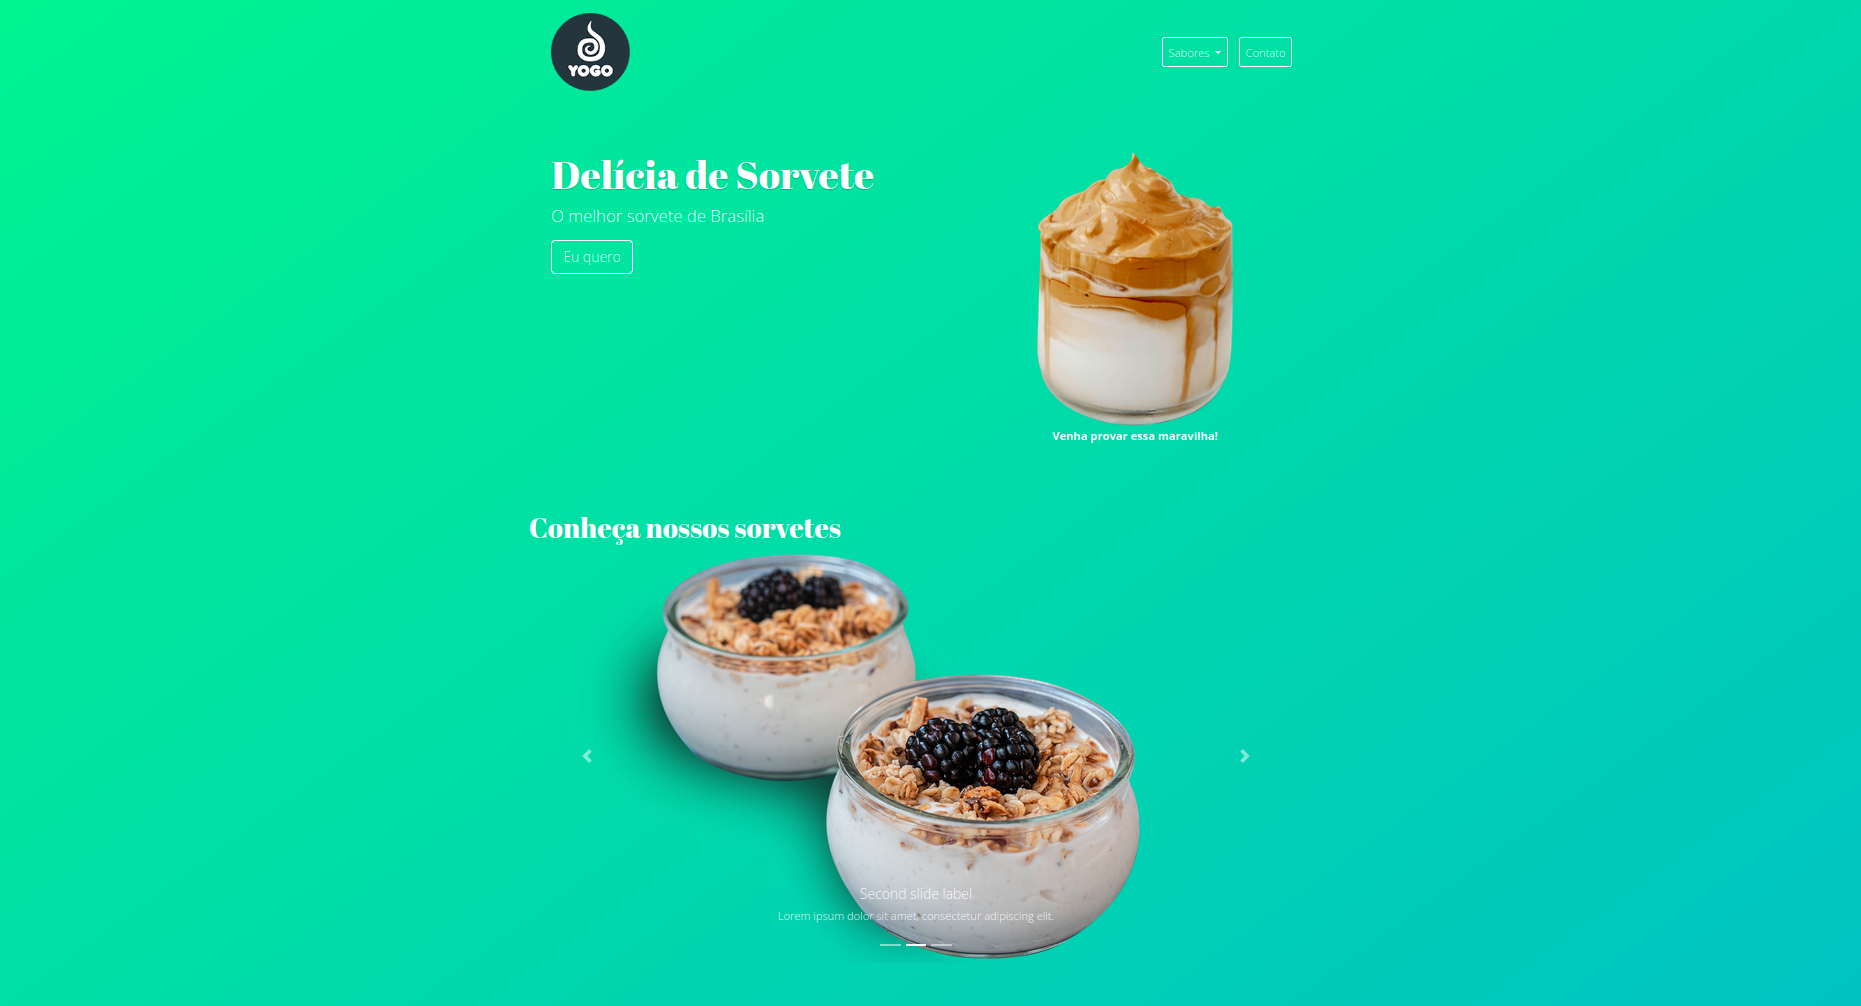 YOGO
Sabores
Contato
Delícia de Sorvete
O melhor sorvete de Brasília
Eu quero
Venha provar essa maravilha!
Conheça nossos sorvetes
Second slide label
Lorem ipsum dolor sit amet, consectetur adipiscing elit.